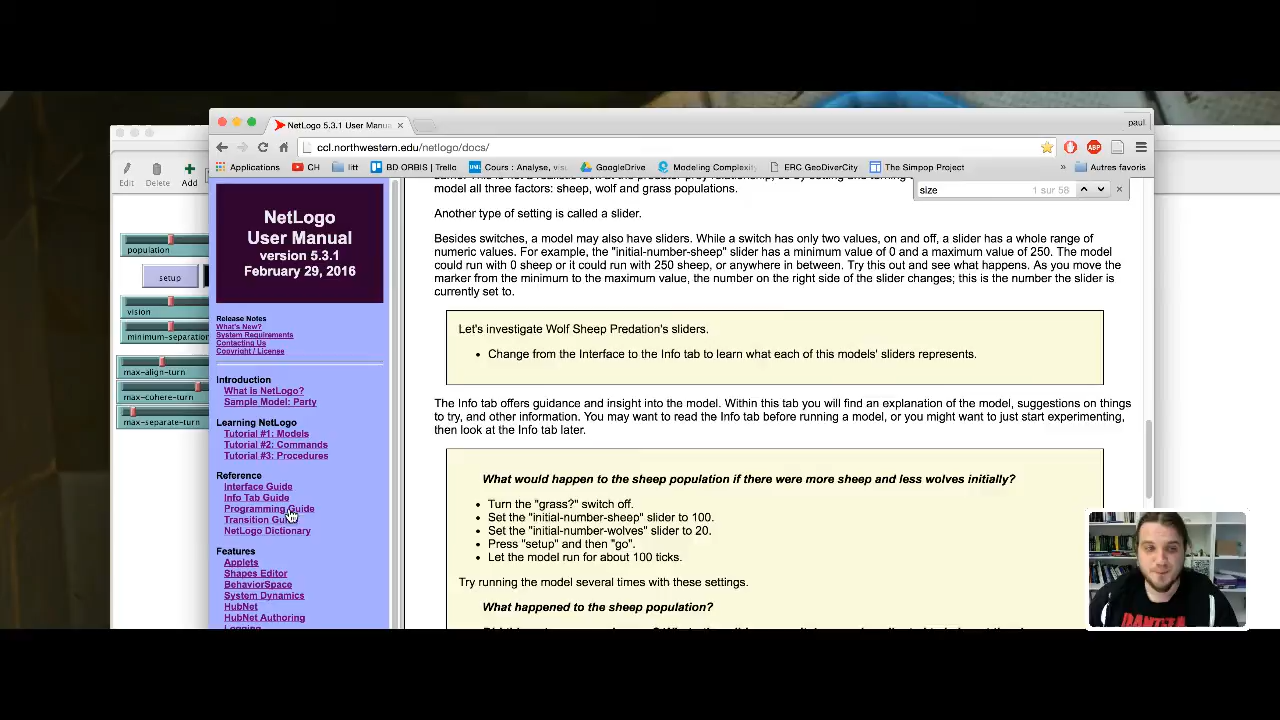 NetLogo 5.3.1 User Manua
paul
ccl.northwestern.edu/netlogo/docs/
Applications
CH
litt
BD ORBIS | Trello
Cours : Analyse, vis
GoogleDrive
Modeling Complexity
ERC GeoDiverCity
The Simpop Project
»
Autres favoris
Edit
Delete
Add
population
setup
vision
minimum-separation
max-align-turn
max-cohere-turn
max-separate-turn
NetLogo
User Manual
version 5.3.1
February 29, 2016
Release Notes
What's New?
System Requirements
Contacting Us
Copyright / License
Introduction
What is NetLogo?
Sample Model: Party
Learning NetLogo
Tutorial #1: Models
Tutorial #2: Commands
Tutorial #3: Procedures
Reference
Interface Guide
Info Tab Guide
Programming Guide
Transition Guide
NetLogo Dictionary
Features
Applets
Shapes Editor
BehaviorSpace
System Dynamics
HubNet
HubNet Authoring
Logging
size
1 sur 58
model all three factors: sheep, wolf and grass populations.
Another type of setting is called a slider.
Besides switches, a model may also have sliders. While a switch has only two values, on and off, a slider has a whole range of
numeric values. For example, the "initial-number-sheep" slider has a minimum value of 0 and a maximum value of 250. The model
could run with 0 sheep or it could run with 250 sheep, or anywhere in between. Try this out and see what happens. As you move the
marker from the minimum to the maximum value, the number on the right side of the slider changes; this is the number the slider is
currently set to.
Let's investigate Wolf Sheep Predation's sliders.
• Change from the Interface to the Info tab to learn what each of this models' sliders represents.
The Info tab offers guidance and insight into the model. Within this tab you will find an explanation of the model, suggestions on things
to try, and other information. You may want to read the Info tab before running a model, or you might want to just start experimenting,
then look at the Info tab later.
What would happen to the sheep population if there were more sheep and less wolves initially?
• Turn the "grass?" switch off.
• Set the "initial-number-sheep" slider to 100.
• Set the "initial-number-wolves" slider to 20.
• Press "setup" and then "go".
• Let the model run for about 100 ticks.
Try running the model several times with these settings.
What happened to the sheep population?